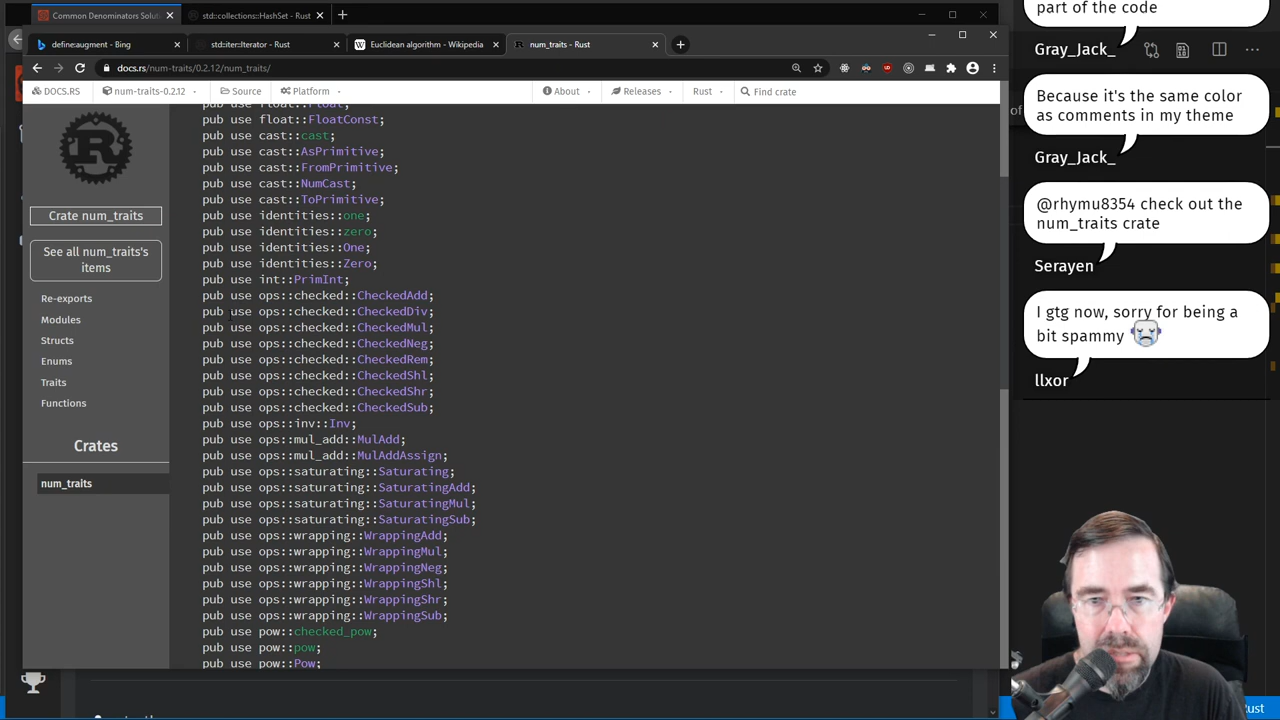 Common Denominators Soluti
std::collections::HashSet - Rust
define:augment - Bing
std::iter::Iterator - Rust
Euclidean algorithm - Wikipedia
num_traits - Rust
docs.rs/num-traits/0.2.12/num_traits/
DOCS.RS
num-traits-0.2.12
Source
Platform
About
Releases
Rust
Find crate
Crate num_traits
See all num_traits's
items
Re-exports
Modules
Structs
Enums
Traits
Functions
Crates
num_traits
pub use float::Float;
pub use float::FloatConst;
pub use cast::cast;
pub use cast::AsPrimitive;
pub use cast::FromPrimitive;
pub use cast::NumCast;
pub use cast::ToPrimitive;
pub use identities::one;
pub use identities::zero;
pub use identities::One;
pub use identities::Zero;
pub use int::PrimInt;
pub use ops::checked::CheckedAdd;
pub use ops::checked::CheckedDiv;
pub use ops::checked::CheckedMul;
pub use ops::checked::CheckedNeg;
pub use ops::checked::CheckedRem;
pub use ops::checked::CheckedShl;
pub use ops::checked::CheckedShr;
pub use ops::checked::CheckedSub;
pub use ops::inv::Inv;
pub use ops::mul_add::MulAdd;
pub use ops::mul_add::MulAddAssign;
pub use ops::saturating::Saturating;
pub use ops::saturating::SaturatingAdd;
pub use ops::saturating::SaturatingMul;
pub use ops::saturating::SaturatingSub;
pub use ops::wrapping::WrappingAdd;
pub use ops::wrapping::WrappingMul;
pub use ops::wrapping::WrappingNeg;
pub use ops::wrapping::WrappingShl;
pub use ops::wrapping::WrappingShr;
pub use ops::wrapping::WrappingSub;
pub use pow::checked_pow;
pub use pow::pow;
pub use pow::Pow;
part of the code
Gray_Jack_
Because it's the same color
as comments in my theme
Gray_Jack_
@rhymu8354 check out the
num_traits crate
Serayen
I gtg now, sorry for being a
bit spammy
llxor
of
Rust